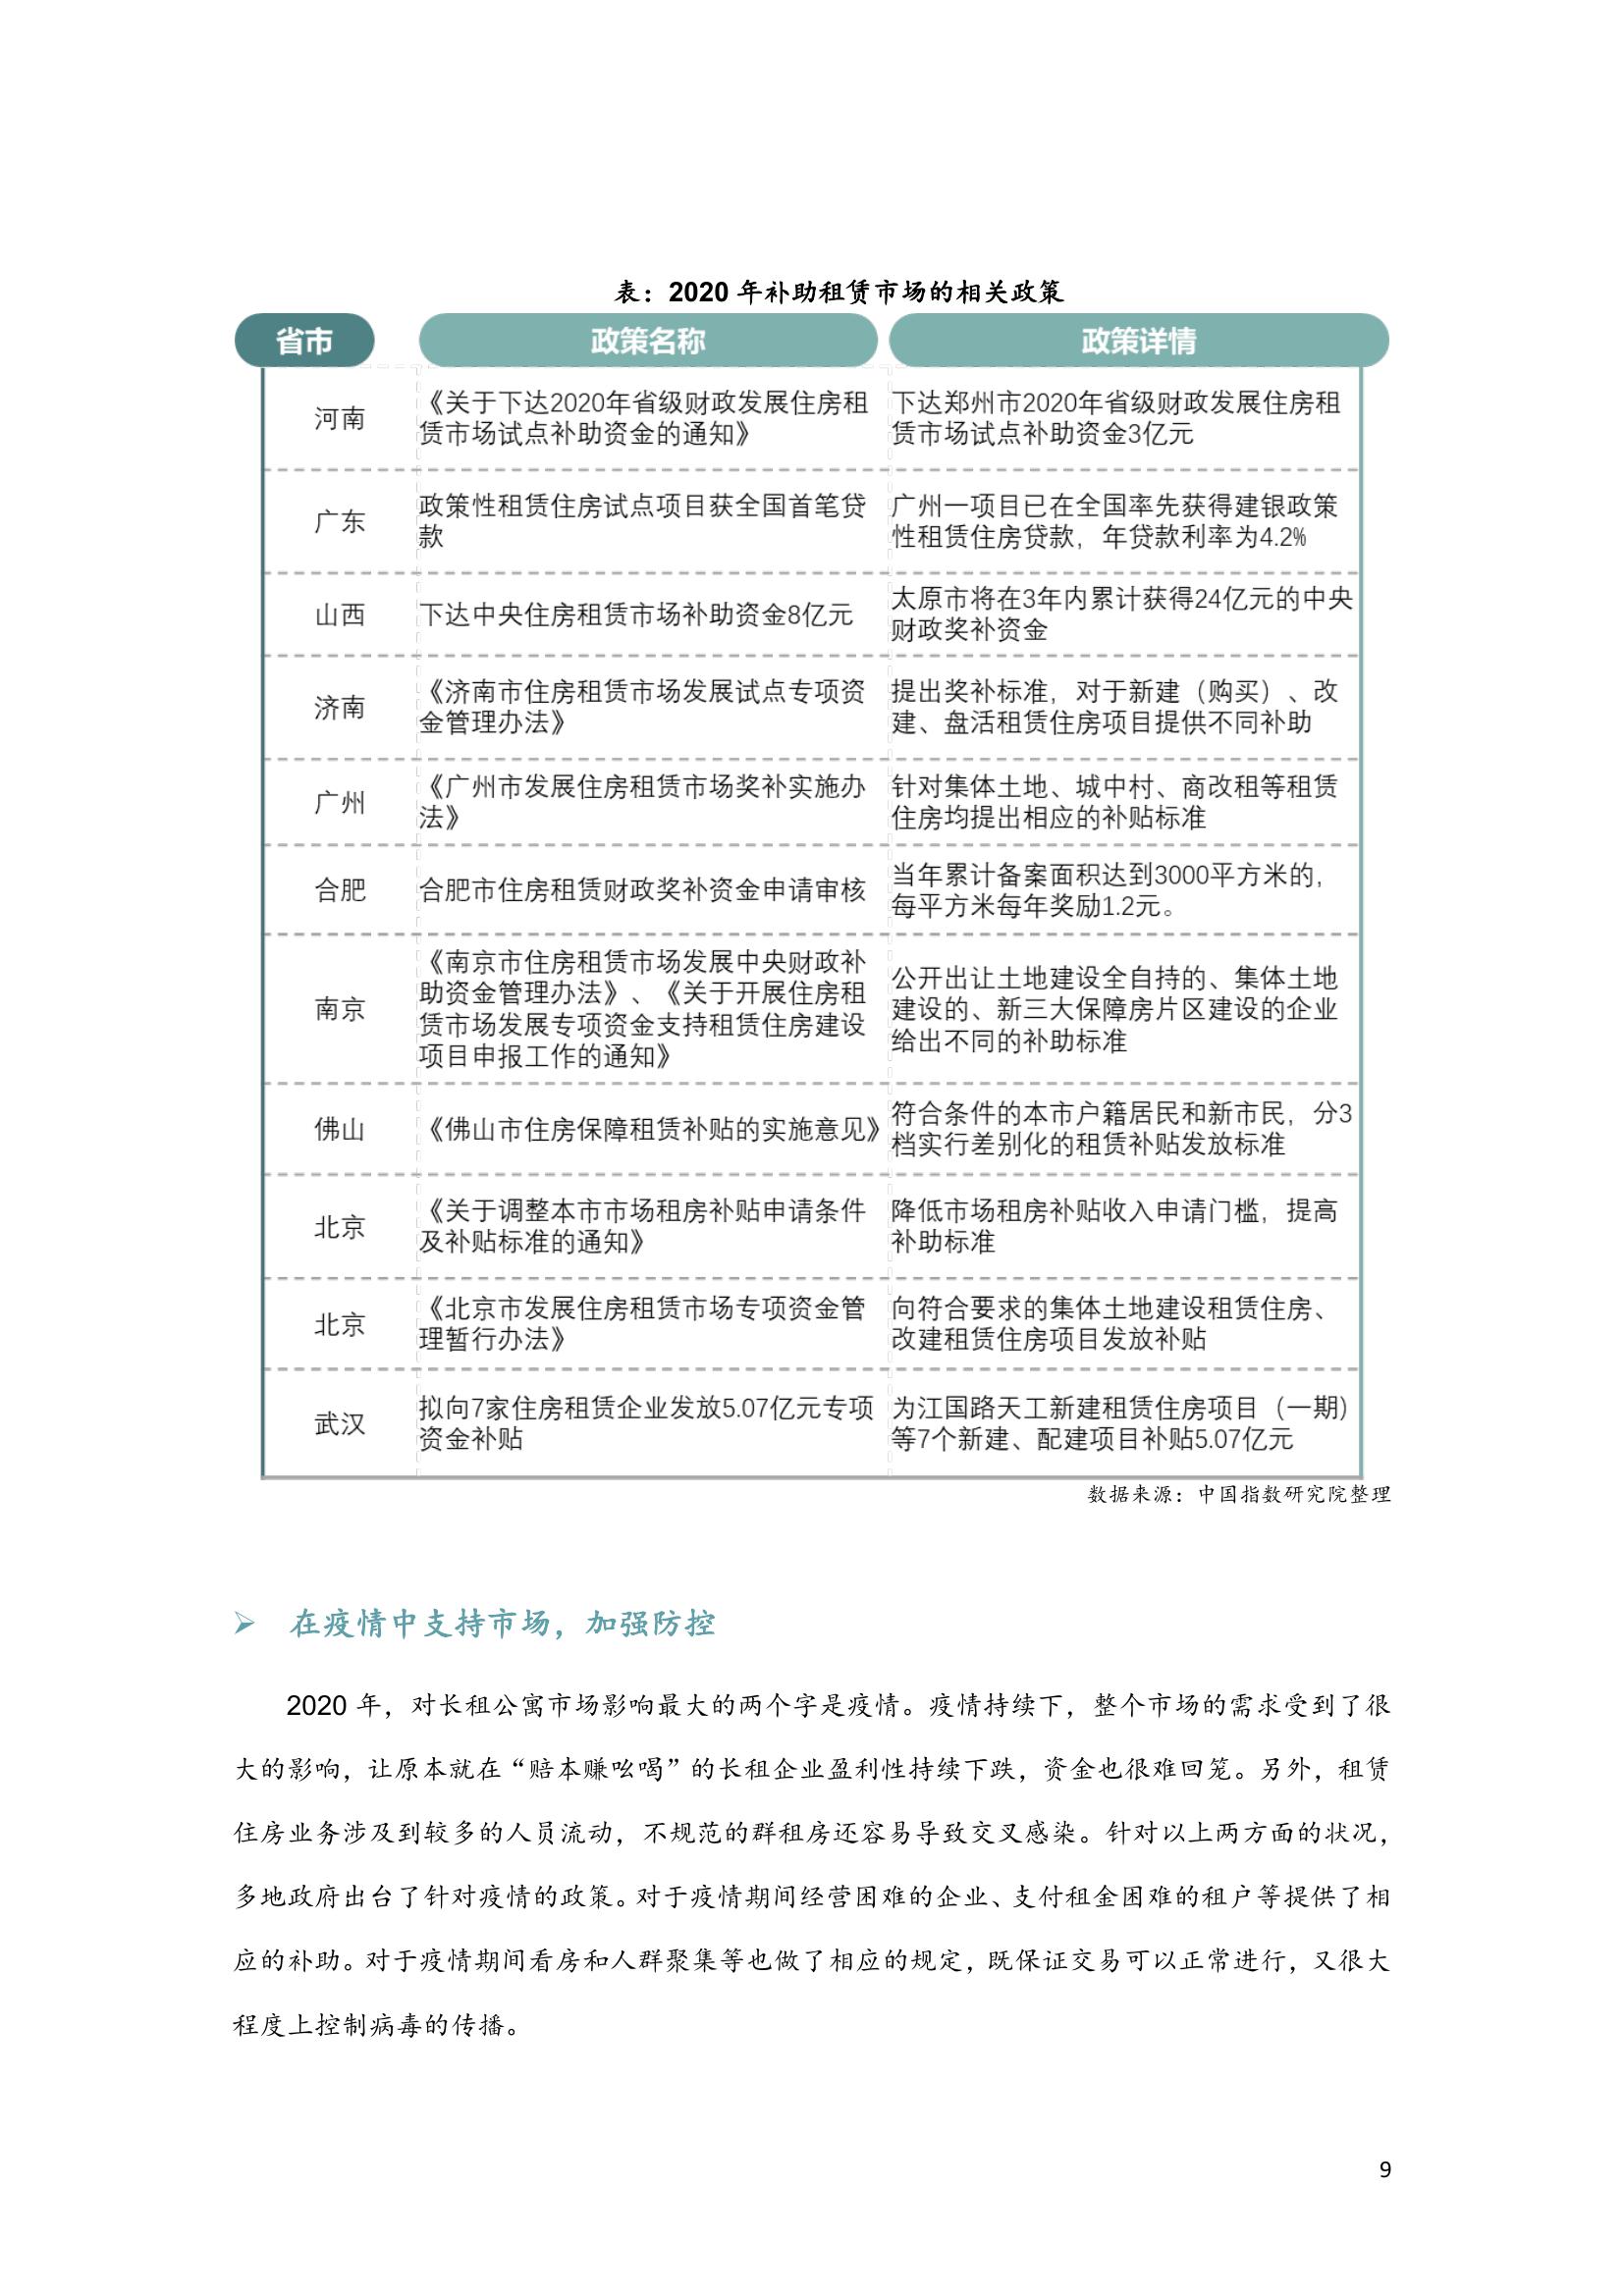 表：2020 年补助租赁市场的相关政策
省市 政策名称 政策详情
河南
《关于下达2020年省级财政发展住房租
赁市场试点补助资金的通知》
下达郑州市2020年省级财政发展住房租
赁市场试点补助资金3亿元
广东
政策性租赁住房试点项目获全国首笔贷
款
广州一项目已在全国率先获得建银政策
性租赁住房贷款，年贷款利率为4.2%
山西
下达中央住房租赁市场补助资金8亿元
太原市将在3年内累计获得24亿元的中央
财政奖补资金
济南
《济南市住房租赁市场发展试点专项资
金管理办法》
提出奖补标准，对于新建（购买）、改
建、盘活租赁住房项目提供不同补助
广州
《广州市发展住房租赁市场奖补实施办
法》
针对集体土地、城中村、商改租等租赁
住房均提出相应的补贴标准
合肥
合肥市住房租赁财政奖补资金申请审核
当年累计备案面积达到3000平方米的，
每平方米每年奖励1.2元。
南京
《南京市住房租赁市场发展中央财政补
助资金管理办法》、《关于开展住房租
赁市场发展专项资金支持租赁住房建设
项目申报工作的通知》
公开出让土地建设全自持的、集体土地
建设的、新三大保障房片区建设的企业
给出不同的补助标准
佛山
《佛山市住房保障租赁补贴的实施意见》
符合条件的本市户籍居民和新市民，分3
档实行差别化的租赁补贴发放标准
北京
《关于调整本市市场租房补贴申请条件
及补贴标准的通知》
降低市场租房补贴收入申请门槛，提高
补助标准
北京
《北京市发展住房租赁市场专项资金管
理暂行办法》
向符合要求的集体土地建设租赁住房、
改建租赁住房项目发放补贴
武汉
拟向7家住房租赁企业发放5.07亿元专项
资金补贴
为江国路天工新建租赁住房项目（一期）
等7个新建、配建项目补贴5.07亿元
数据来源：中国指数研究院整理
在疫情中支持市场，加强防控
2020 年，对长租公寓市场影响最大的两个字是疫情。疫情持续下，整个市场的需求受到了很
大的影响，让原本就在“赔本赚吆喝”的长租企业盈利性持续下跌，资金也很难回笼。另外，租赁
住房业务涉及到较多的人员流动，不规范的群租房还容易导致交叉感染。针对以上两方面的状况，
多地政府出台了针对疫情的政策。对于疫情期间经营困难的企业、支付租金困难的租户等提供了相
应的补助。对于疫情期间看房和人群聚集等也做了相应的规定，既保证交易可以正常进行，又很大
程度上控制病毒的传播。
9